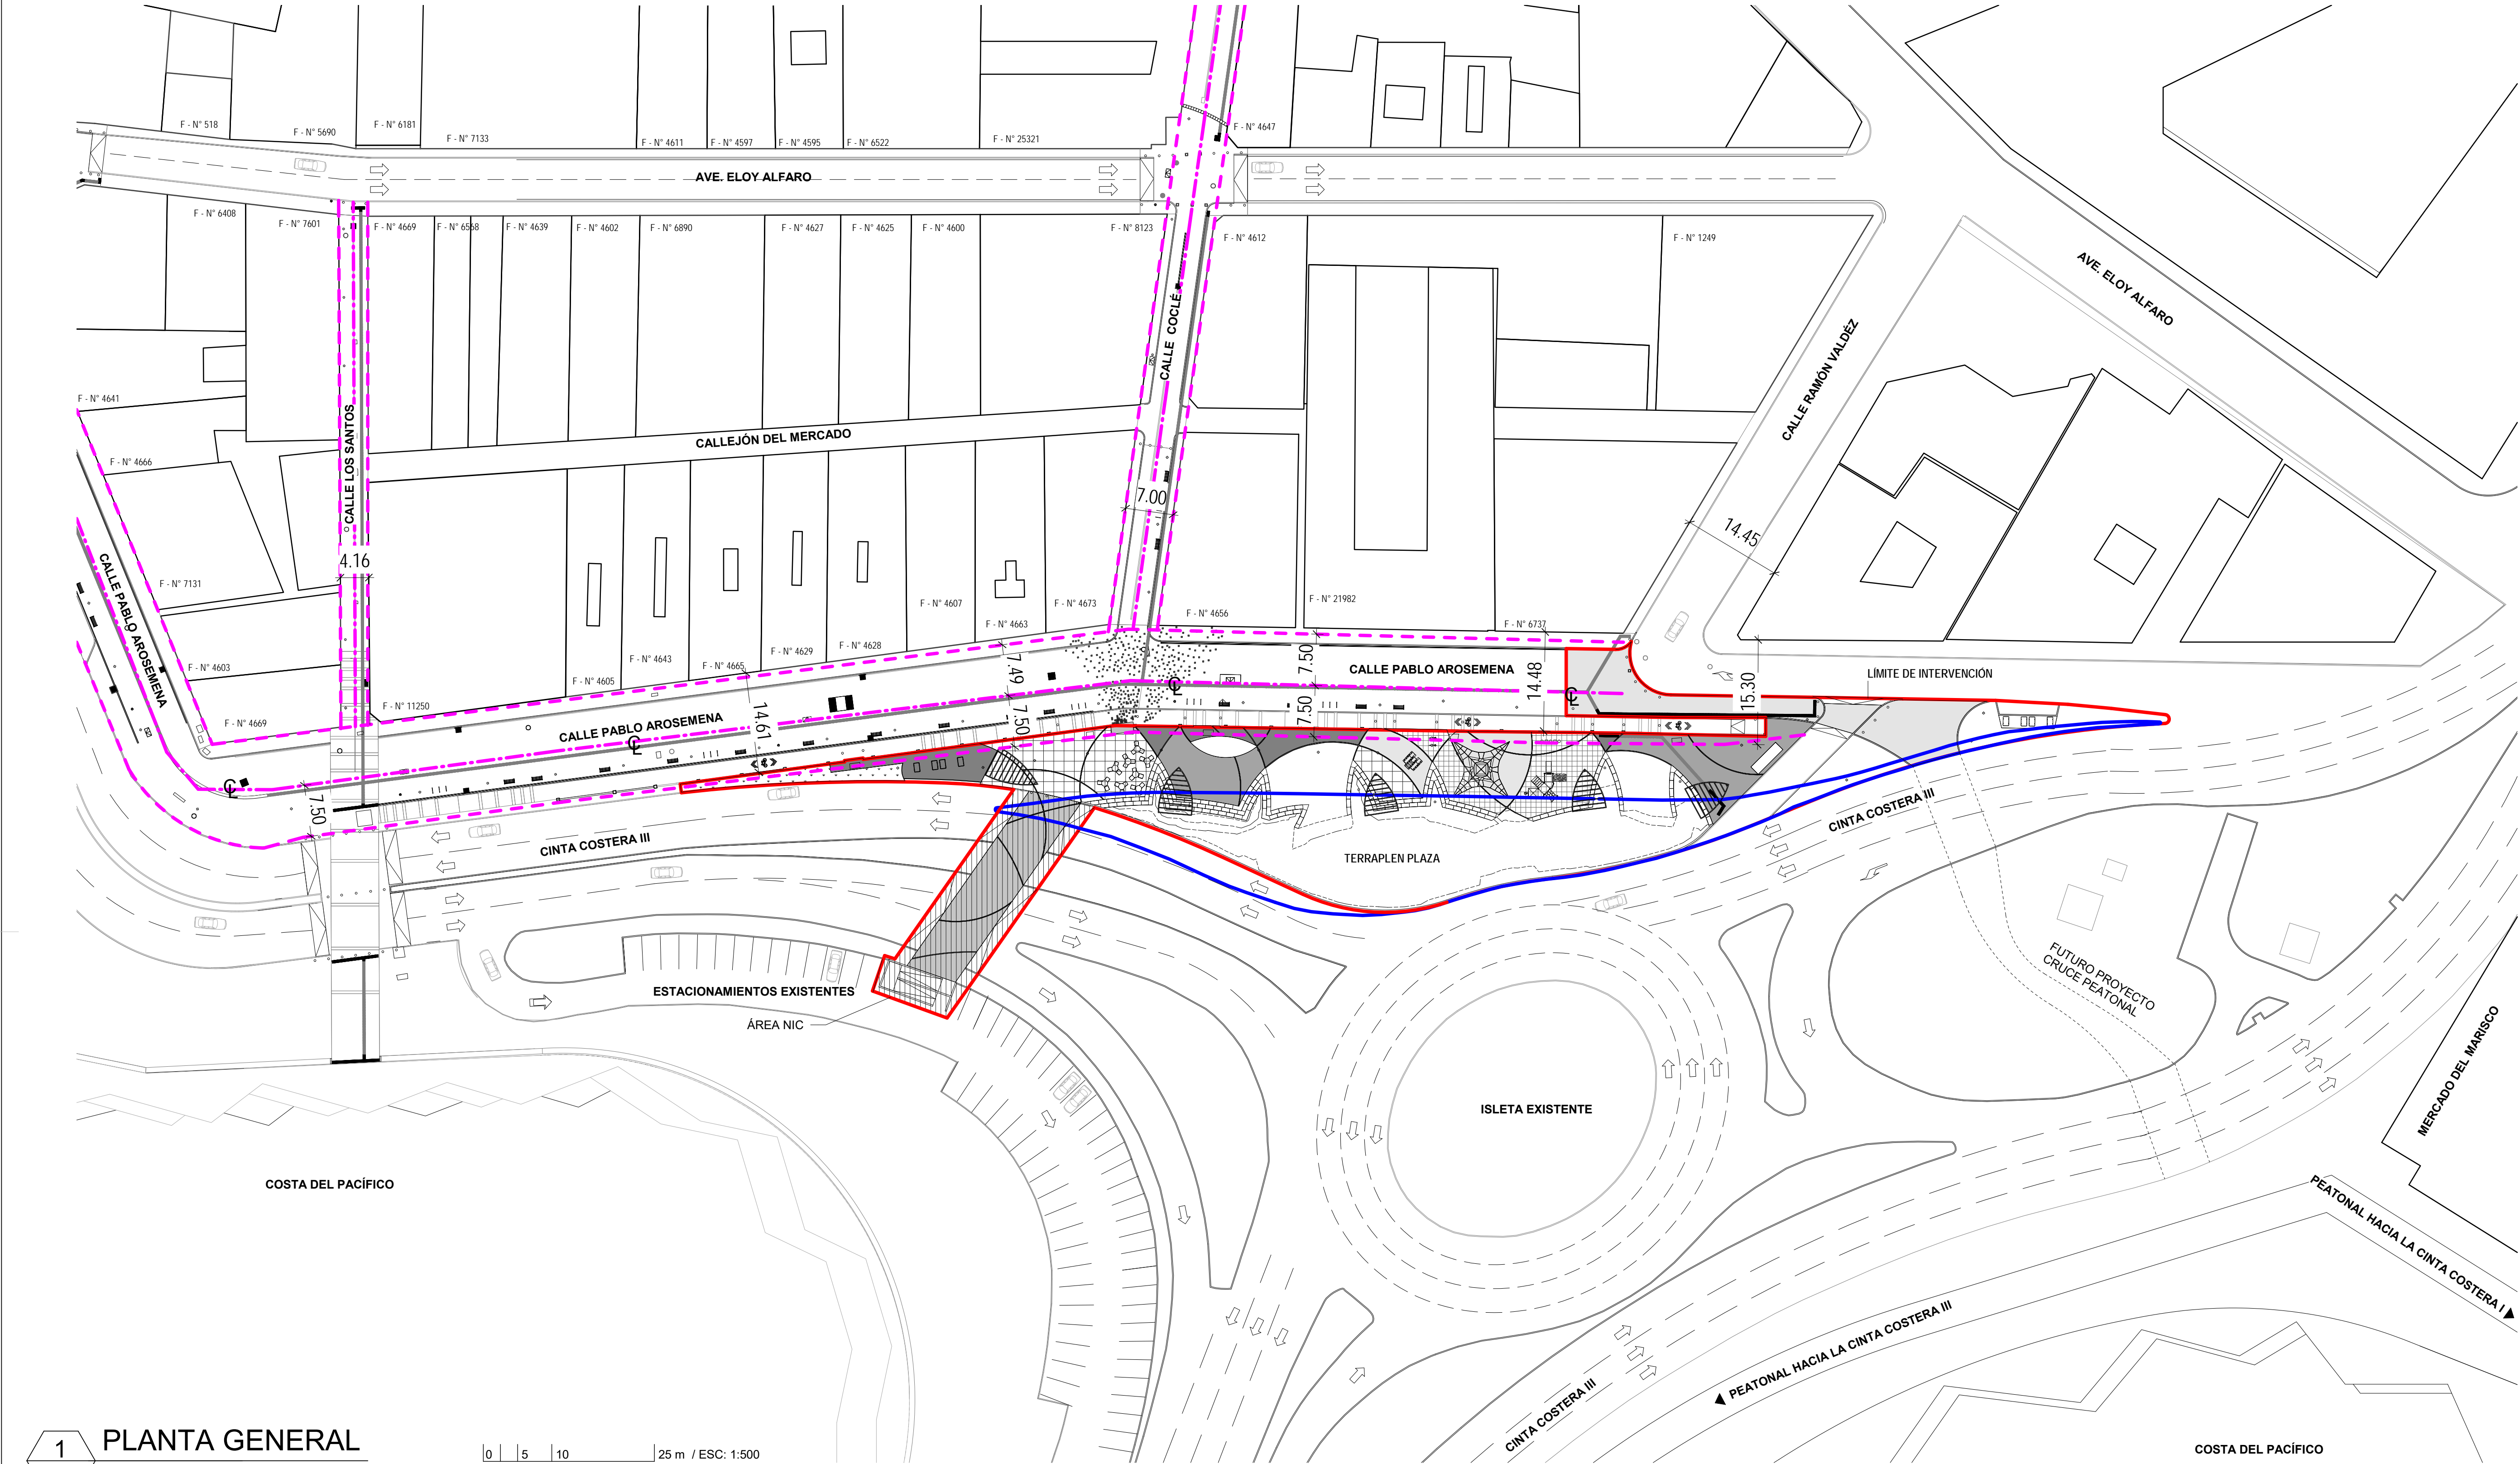 F - N° 518
F - N° 5690
F - N° 6181
F - N° 7133
F - N° 4611
F - N° 4597
F - N° 4595
F - N° 6522
F - N° 25321
F - N° 4647
AVE. ELOY ALFARO
F - N° 6408
F - N° 7601
F - N° 4669
F - N° 6568
F - N° 4639
F - N° 4602
F - N° 6890
F - N° 4627
F - N° 4625
F - N° 4600
F - N° 8123
F - N° 4612
F - N° 1249
AVE. ELOY ALFARO
CALLE COCLÉ
CALLE RAMÓN VALDÉZ
F - N° 4641
CALLE LOS SANTOS
CALLEJÓN DEL MERCADO
F - N° 4666
7.00
14.45
4.16
CALLE PABLO AROSEMENA
F - N° 7131
F - N° 4607
F - N° 4673
F - N° 4656
F - N° 21982
F - N° 4663
F - N° 6737
F - N° 4628
F - N° 4629
F - N° 4643
F - N° 4665
F - N° 4603
F - N° 4605
7.49
7.50
CALLE PABLO AROSEMENA
14.48
LÍMITE DE INTERVENCIÓN
15.30
F - N° 11250
F - N° 4669
CALLE PABLO AROSEMENA
14.61
7.50
7.50
CL
CL
CL
CL
7.50
CINTA COSTERA III
CINTA COSTERA III
TERRAPLEN PLAZA
FUTURO PROYECTO
CRUCE PEATONAL
ESTACIONAMIENTOS EXISTENTES
ÁREA NIC
MERCADO DEL MARISCO
ISLETA EXISTENTE
COSTA DEL PACÍFICO
PEATONAL HACIA LA CINTA COSTERA I
PEATONAL HACIA LA CINTA COSTERA III
CINTA COSTERA III
1 PLANTA GENERAL
0 5 10 25 m / ESC: 1:500
COSTA DEL PACÍFICO